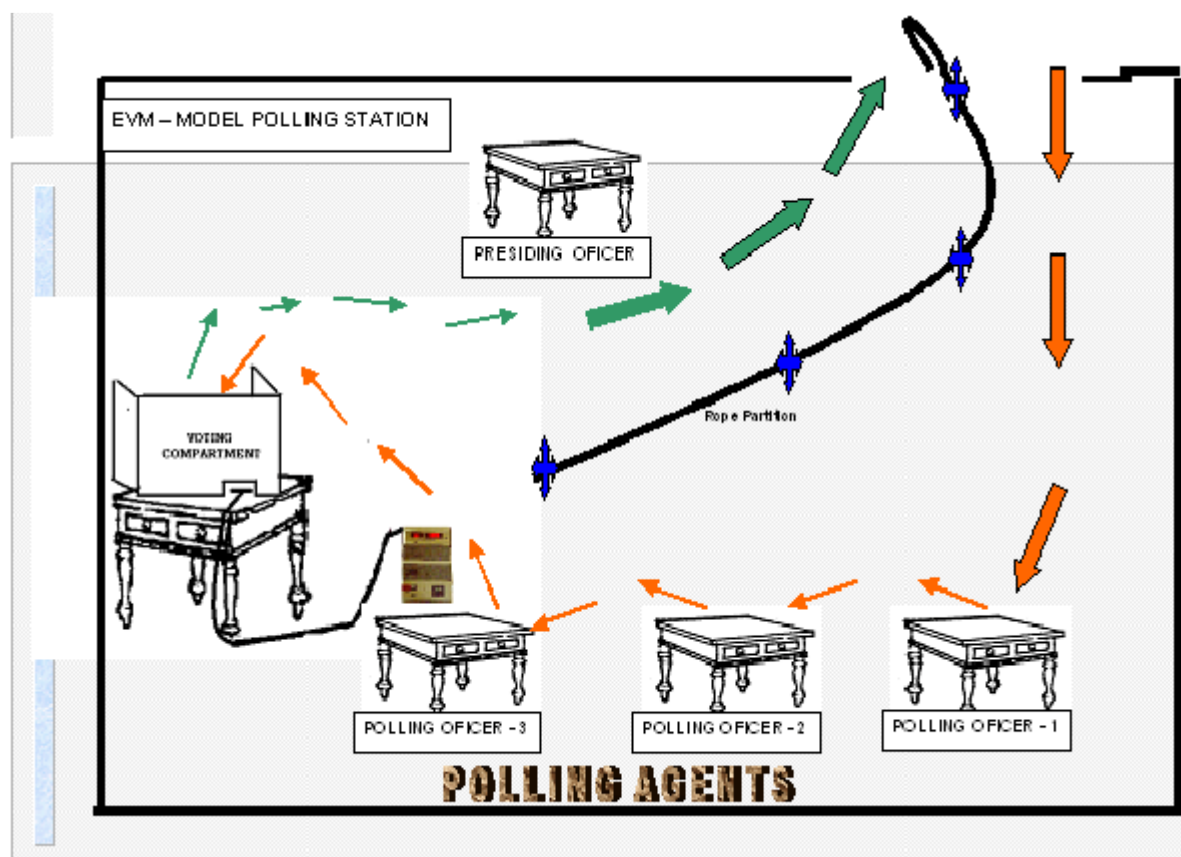 EVM – MODEL POLLING STATION
PRESIDING OFICER
Rope Partition
VOTING
COMPARTMENT
POLLING OFICER - 3
POLLING OFICER - 2
POLLING OFICER - 1
POLLING AGENTS